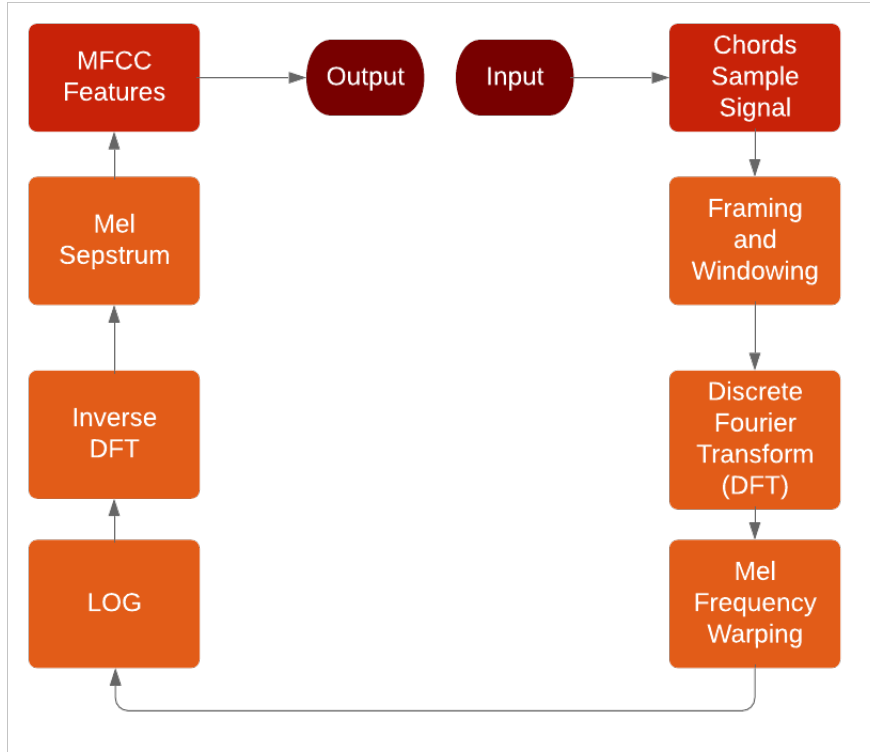 MFCC
Features
Output
Input
Chords
Sample
Signal
Mel
Sepstrum
Framing
and
Windowing
Inverse
DFT
Discrete
Fourier
Transform
(DFT)
LOG
Mel
Frequency
Warping